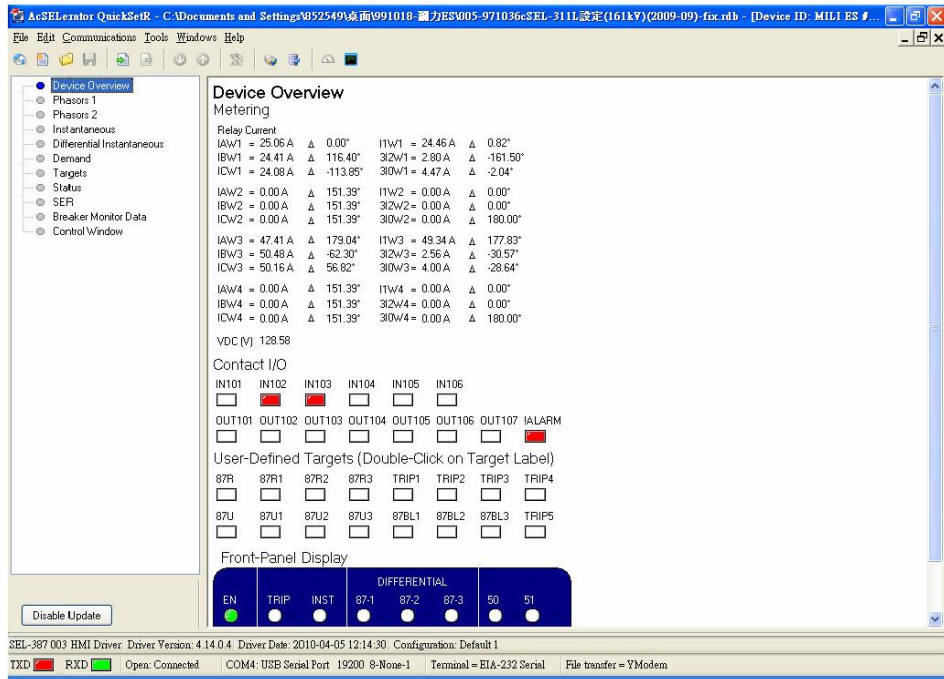 AcSELerator QuickSetR - C:\Documents and Settings\852549\桌面\991018-彌力ES\005-971036cSEL-311L設定(161kV)(2009-09)-fix.rdb - [Device ID: MILI ES #...
File Edit Communications Tools Windows Help
Device Overview
Phasors 1
Phasors 2
Instantaneous
Differential Instantaneous
Demand
Targets
Status
SER
Breaker Monitor Data
Control Window
Disable Update
Device Overview
Metering
Relay Current
IAW1 = 25.06 A Δ 0.00° I1W1 = 24.46 A Δ 0.82°
IBW1 = 24.41 A Δ 116.40° 3I2W1 = 2.80 A Δ -161.50°
ICW1 = 24.08 A Δ -113.85° 3I0W1 = 4.47 A Δ -2.04°
IAW2 = 0.00 A Δ 151.39° I1W2 = 0.00 A Δ 0.00°
IBW2 = 0.00 A Δ 151.39° 3I2W2 = 0.00 A Δ 0.00°
ICW2 = 0.00 A Δ 151.39° 3I0W2 = 0.00 A Δ 180.00°
IAW3 = 47.41 A Δ 179.04° I1W3 = 49.34 A Δ 177.83°
IBW3 = 50.48 A Δ -62.30° 3I2W3 = 2.56 A Δ -30.57°
ICW3 = 50.16 A Δ 56.82° 3I0W3 = 4.00 A Δ -28.64°
IAW4 = 0.00 A Δ 151.39° I1W4 = 0.00 A Δ 0.00°
IBW4 = 0.00 A Δ 151.39° 3I2W4 = 0.00 A Δ 0.00°
ICW4 = 0.00 A Δ 151.39° 3I0W4 = 0.00 A Δ 180.00°
VDC (V) 128.58
Contact I/O
IN101 IN102 IN103 IN104 IN105 IN106
OUT101 OUT102 OUT103 OUT104 OUT105 OUT106 OUT107 !ALARM
User-Defined Targets (Double-Click on Target Label)
87R 87R1 87R2 87R3 TRIP1 TRIP2 TRIP3 TRIP4
87U 87U1 87U2 87U3 87BL1 87BL2 87BL3 TRIP5
Front-Panel Display
DIFFERENTIAL
EN TRIP INST 87-1 87-2 87-3 50 51
SEL-387 003 HMI Driver Driver Version: 4.14.0.4 Driver Date: 2010-04-05 12:14:30 Configuration: Default 1
TXD RXD Open: Connected COM4: USB Serial Port 19200 8-None-1 Terminal = EIA-232 Serial File transfer = YModem